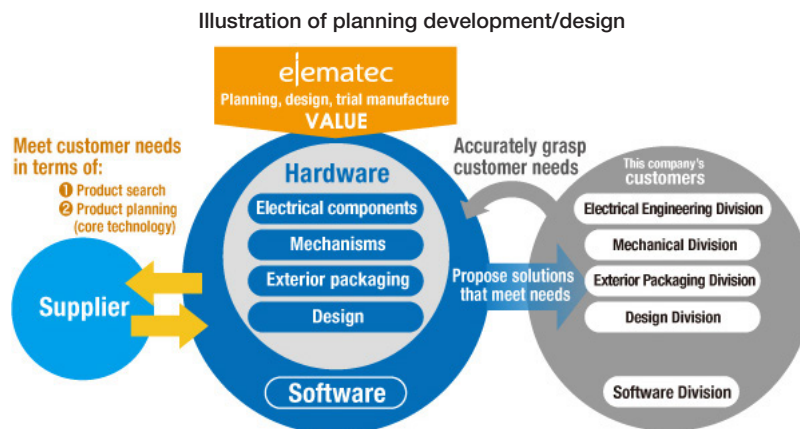 Illustration of planning development/design
elematec
Planning, design, trial manufacture
VALUE
Meet customer needs
in terms of:
❶ Product search
❷ Product planning
(core technology)
Supplier
Hardware
Electrical components
Mechanisms
Exterior packaging
Design
Software
Accurately grasp
customer needs
Propose solutions
that meet needs
This company's
customers
Electrical Engineering Division
Mechanical Division
Exterior Packaging Division
Design Division
Software Division